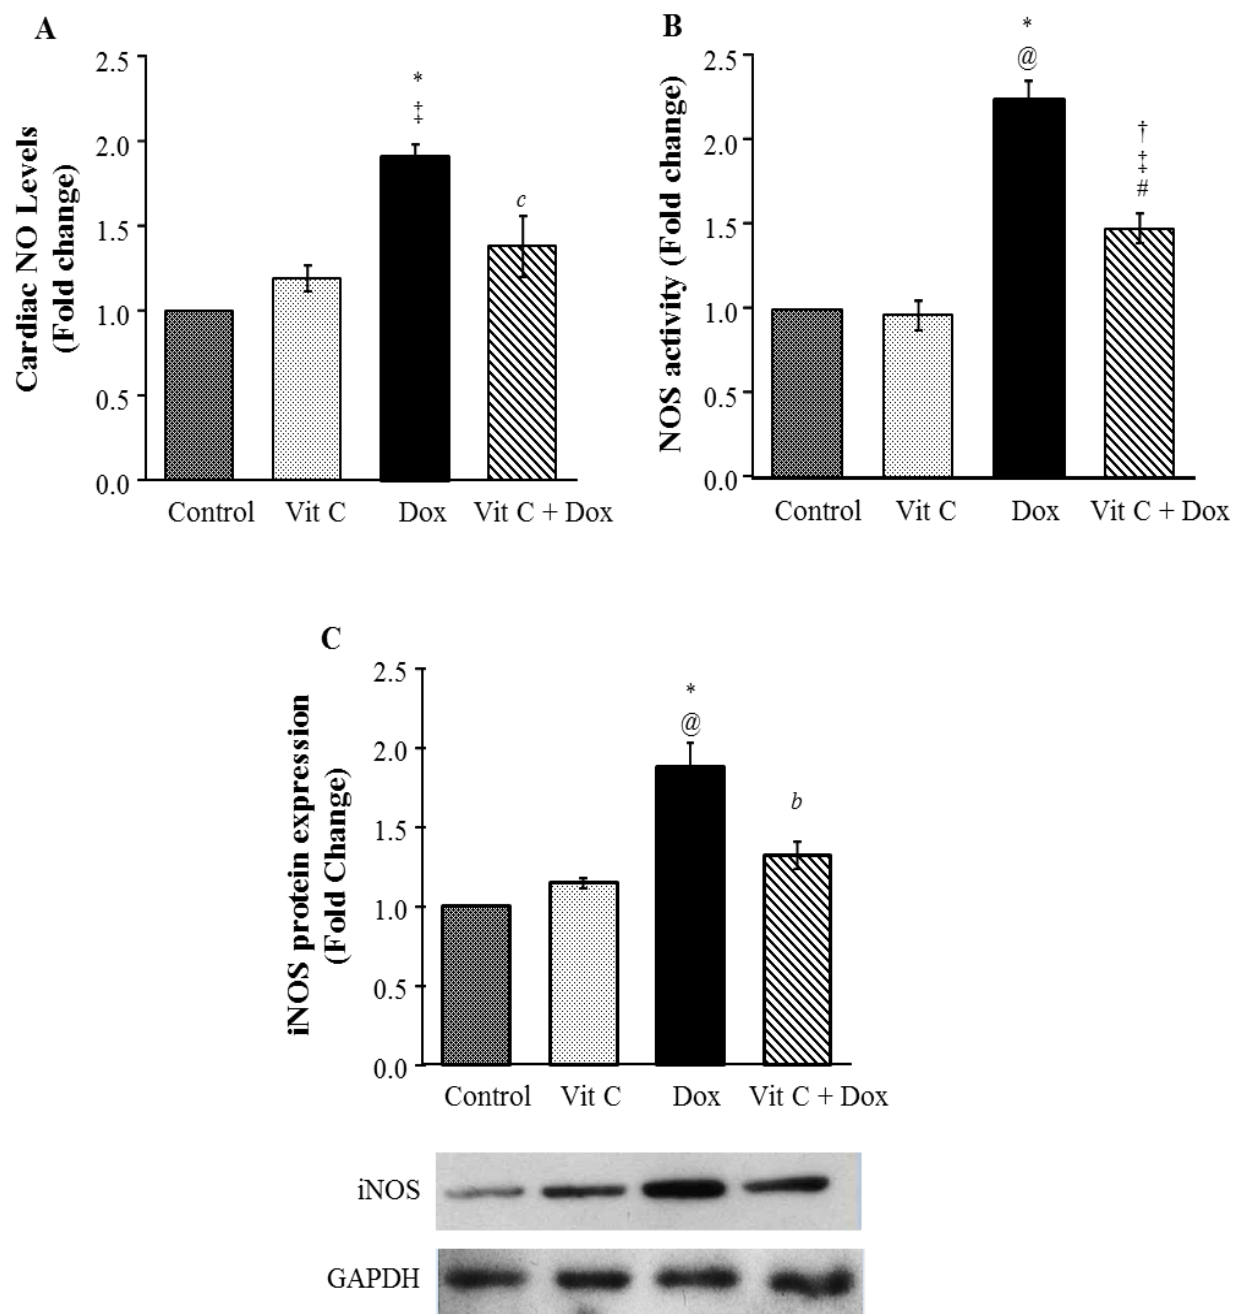 A
Cardiac NO Levels
(Fold change)
2.5
2.0
1.5
1.0
0.5
0.0
*
‡
c
Control Vit C Dox Vit C + Dox
B
NOS activity (Fold change)
2.5
2.0
1.5
1.0
0.5
0.0
*
@
†
‡
#
Control Vit C Dox Vit C + Dox
C
iNOS protein expression
(Fold Change)
2.5
2.0
1.5
1.0
0.5
0.0
*
@
b
Control Vit C Dox Vit C + Dox
iNOS
GAPDH